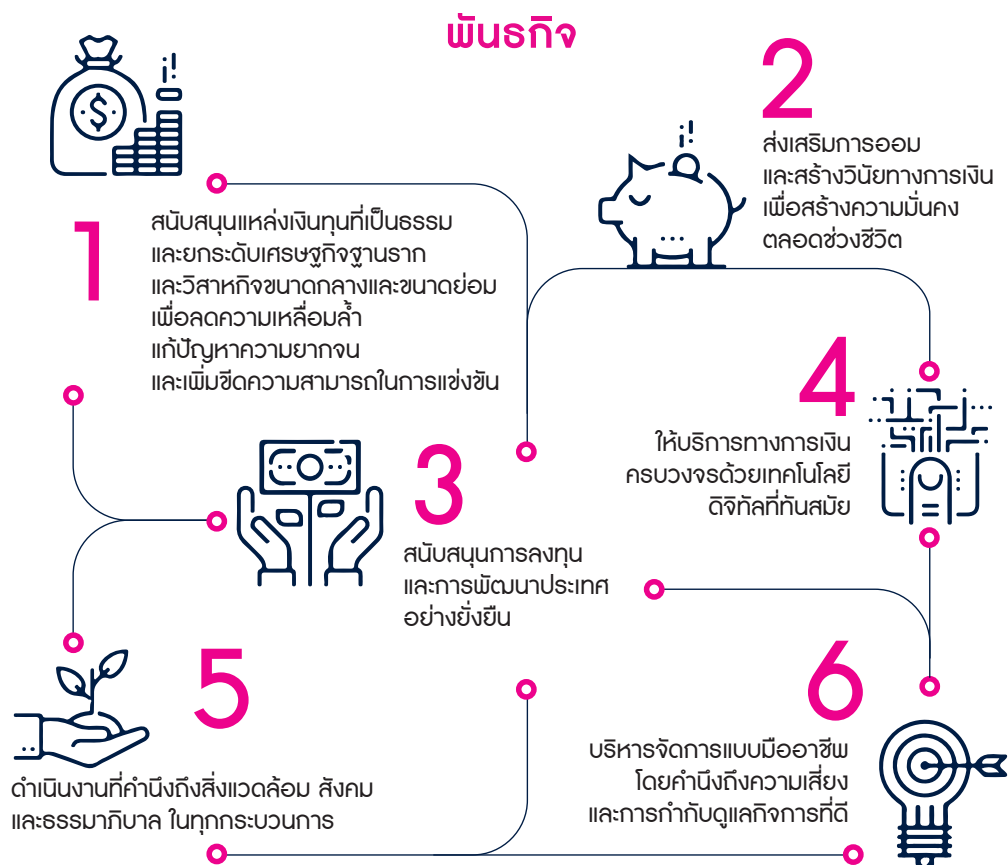 พันธกิจ
1
สนับสนุนแหล่งเงินทุนที่เป็นธรรม
และยกระดับเศรษฐกิจฐานราก
และวิสาหกิจขนาดกลางและขนาดย่อม
เพื่อลดความเหลื่อมล้ำ
แก้ปัญหาความยากจน
และเพิ่มขีดความสามารถในการแข่งขัน
2
ส่งเสริมการออม
และสร้างวินัยทางการเงิน
เพื่อสร้างความมั่นคง
ตลอดช่วงชีวิต
3
สนับสนุนการลงทุน
และการพัฒนาประเทศ
อย่างยั่งยืน
4
ให้บริการทางการเงิน
ครบวงจรด้วยเทคโนโลยี
ดิจิทัลที่ทันสมัย
5
ดำเนินงานที่คำนึงถึงสิ่งแวดล้อม สังคม
และธรรมาภิบาล ในทุกกระบวนการ
6
บริหารจัดการแบบมืออาชีพ
โดยคำนึงถึงความเสี่ยง
และการกำกับดูแลกิจการที่ดี